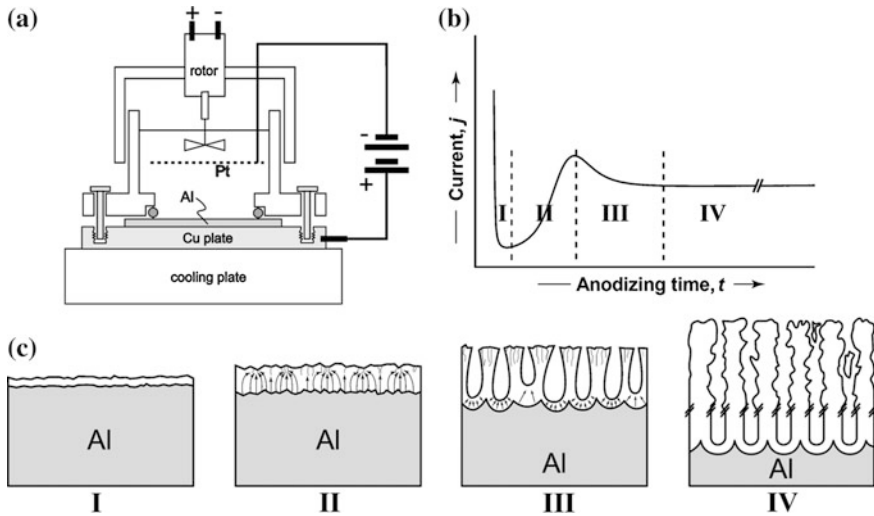 (a)
+ -
rotor
Pt
-
+
Al
Cu plate
cooling plate
(b)
Current, j
I II III IV
Anodizing time, t
(c)
Al Al Al Al
I II III IV